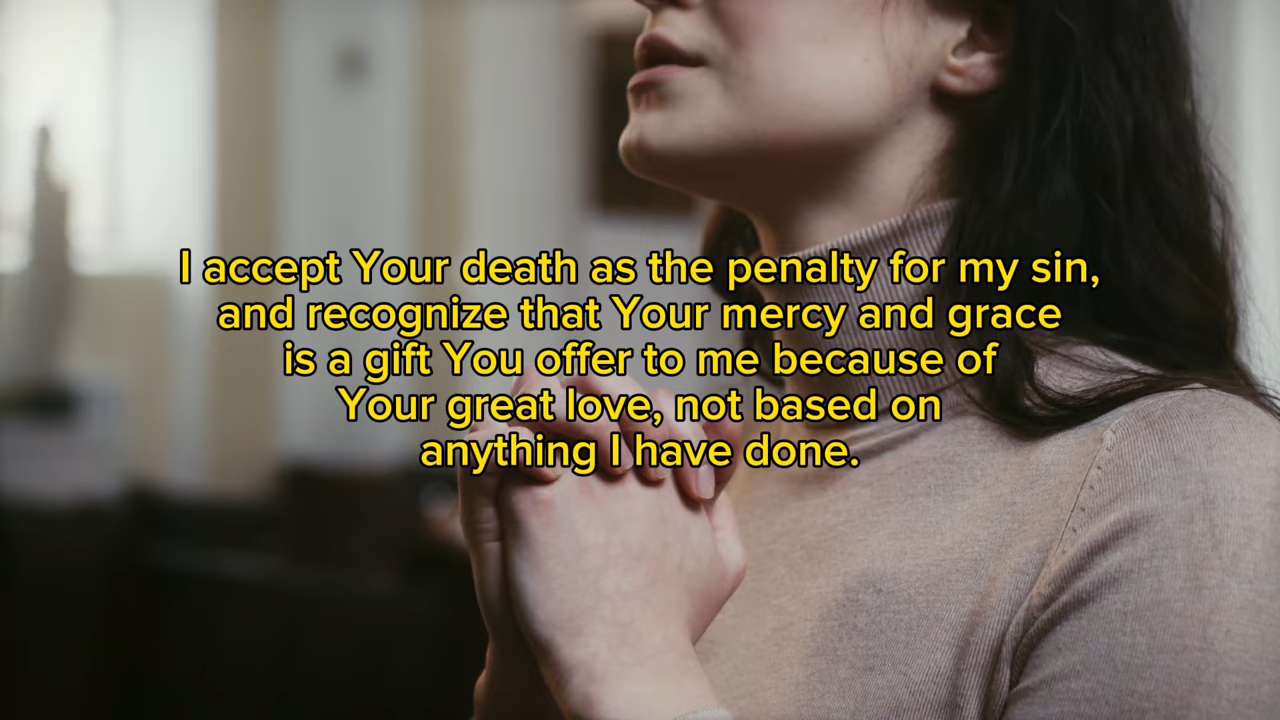 I accept Your death as the penalty for my sin,
and recognize that Your mercy and grace
is a gift You offer to me because of
Your great love, not based on
anything I have done.